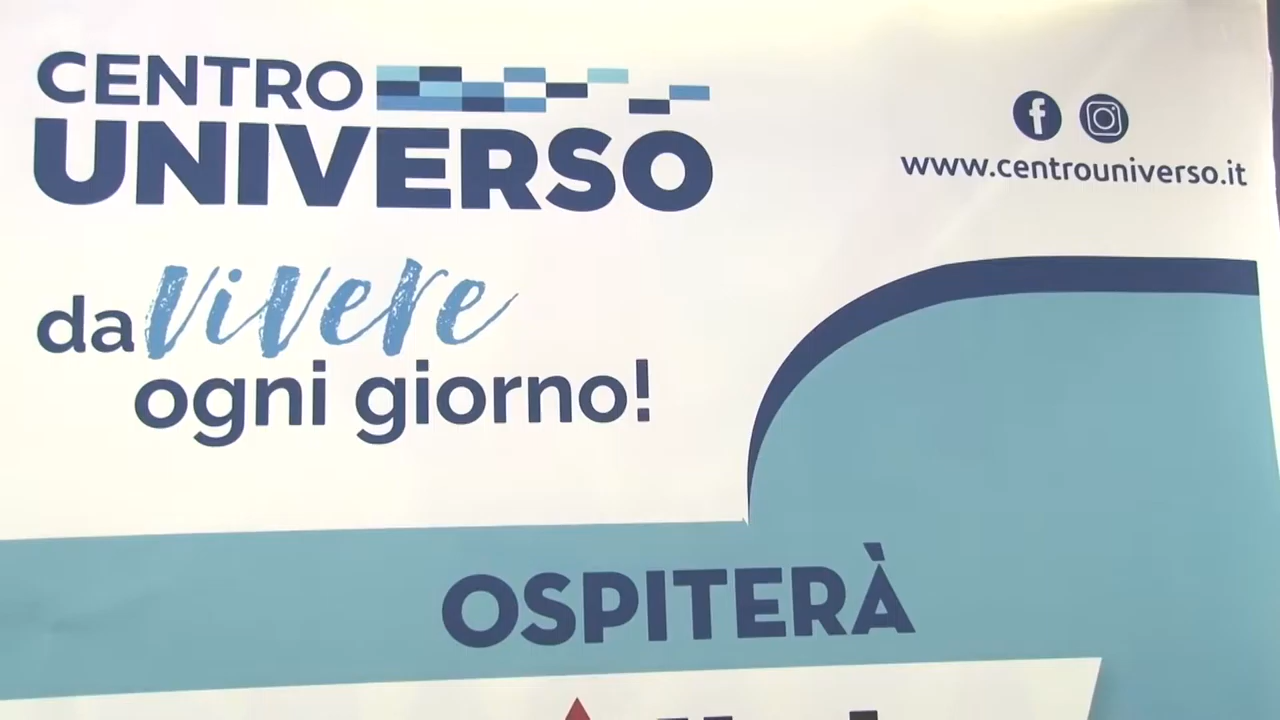 CENTRO
UNIVERSO
www.centrouniverso.it
da vivere
ogni giorno!
OSPITERÀ